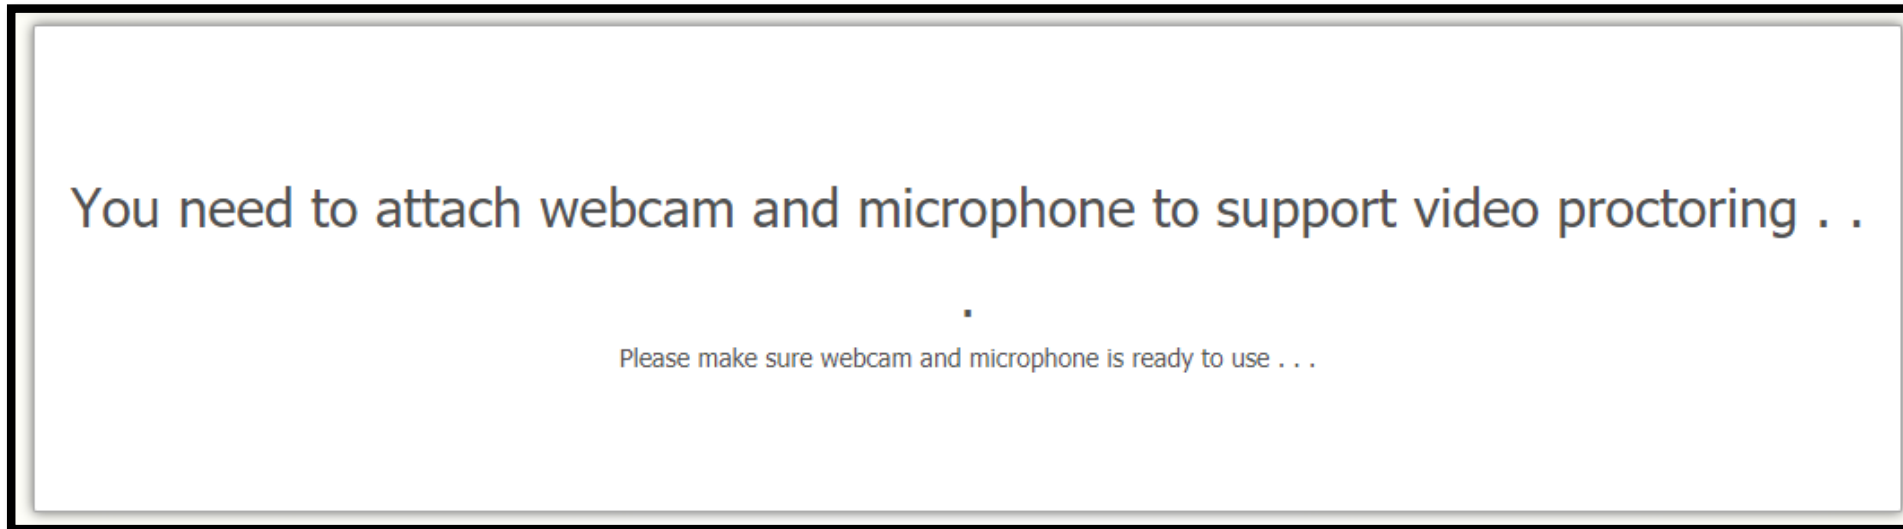 You need to attach webcam and microphone to support video proctoring . .
.
Please make sure webcam and microphone is ready to use . . .